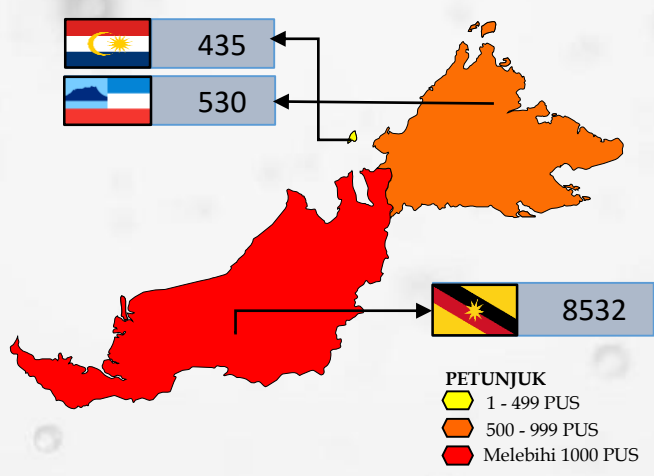 435
530
8532
PETUNJUK
1 - 499 PUS
500 - 999 PUS
Melebihi 1000 PUS